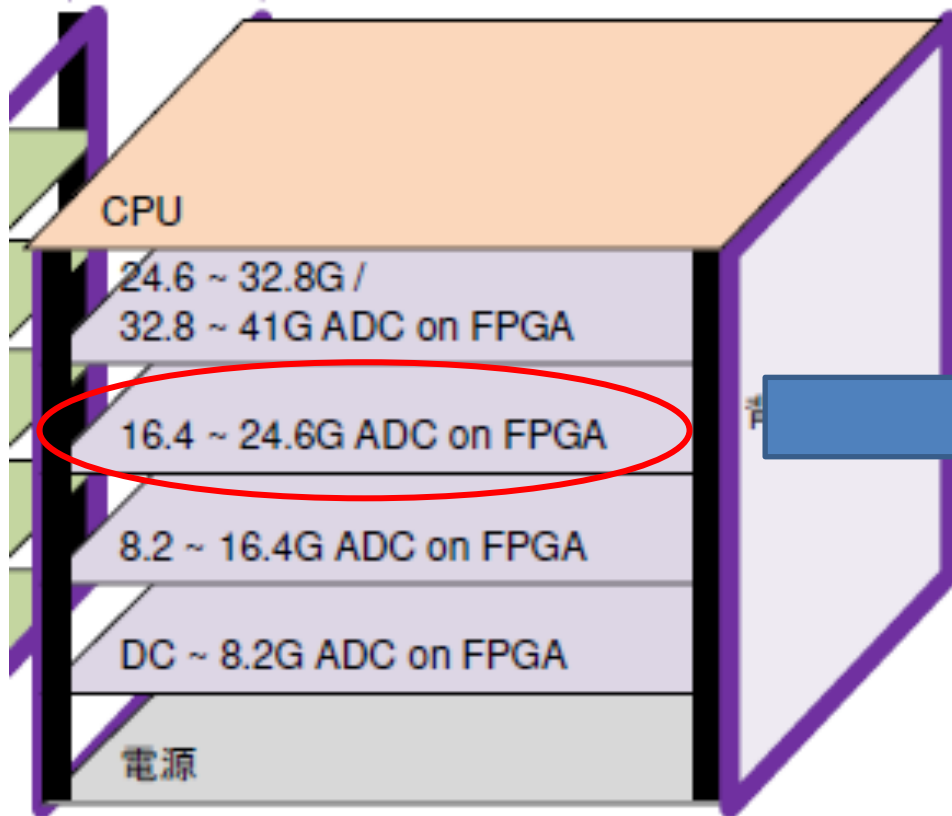 CPU
24.6 ~ 32.8G /
32.8 ~ 41G ADC on FPGA
16.4 ~ 24.6G ADC on FPGA
8.2 ~ 16.4G ADC on FPGA
DC ~ 8.2G ADC on FPGA
電源